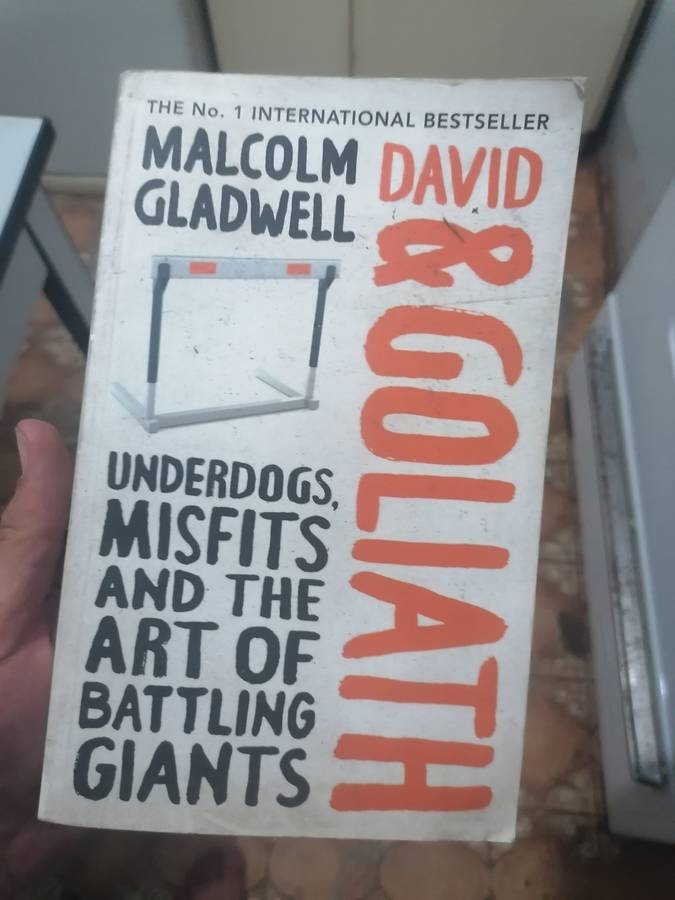 THE No. 1 INTERNATIONAL BESTSELLER
MALCOLM
GLADWELL
DAVID
& GOLIATH
UNDERDOGS,
MISFITS
AND THE
ART OF
BATTLING
GIANTS